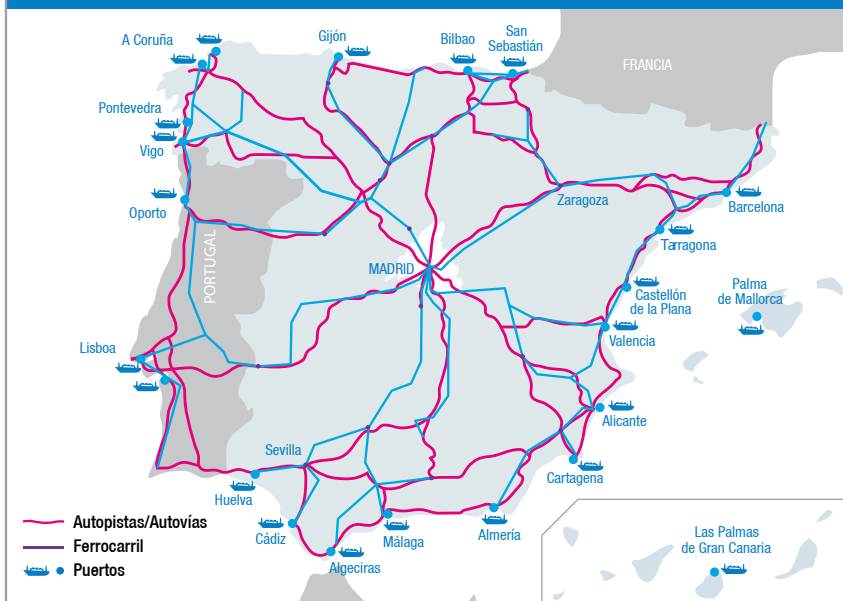 A Coruña
Gijón
Bilbao
San
Sebastián
FRANCIA
Pontevedra
Vigo
Oporto
PORTUGAL
Zaragoza
Barcelona
Tarragona
MADRID
Castellón
de la Plana
Palma
de Mallorca
Valencia
Lisboa
Alicante
Sevilla
Cartagena
Huelva
Cádiz
Málaga
Almería
Algeciras
Autopistas/Autovías
Ferrocarril
Puertos
Las Palmas
de Gran Canaria